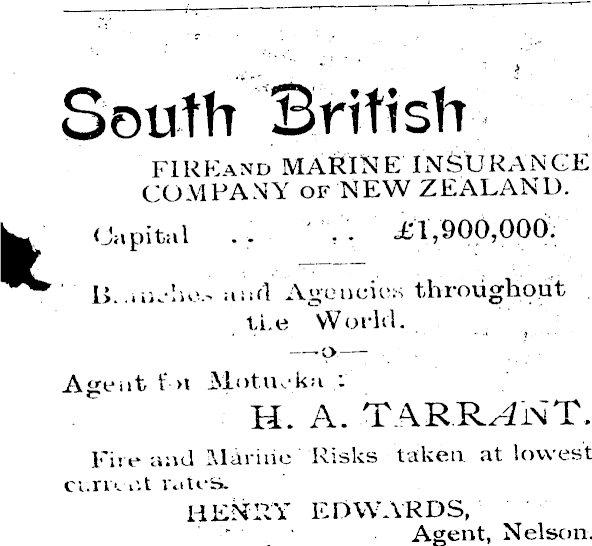 South British
FIRE AND MARINE INSURANCE
COMPANY OF NEW ZEALAND.
Capital .. .. £1,900,000.
Branches and Agencies throughout
the World.
—o—
Agent for Motueka :
H. A. TARRANT.
Fire and Marine Risks taken at lowest
current rates.
HENRY EDWARDS,
Agent, Nelson.